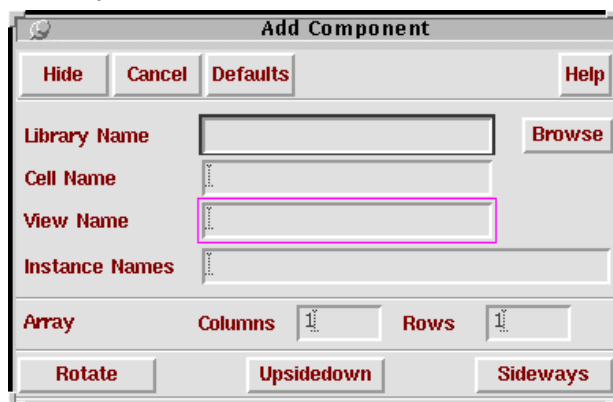 Add Component
Hide Cancel Defaults Help
Library Name Browse
Cell Name
View Name
Instance Names
Array Columns 1 Rows 1
Rotate Upsidedown Sideways